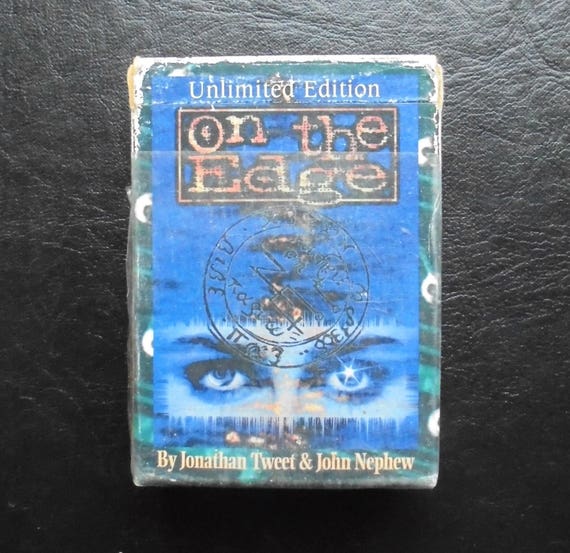 Unlimited Edition
On the
Edge
By Jonathan Tweet & John Nephew